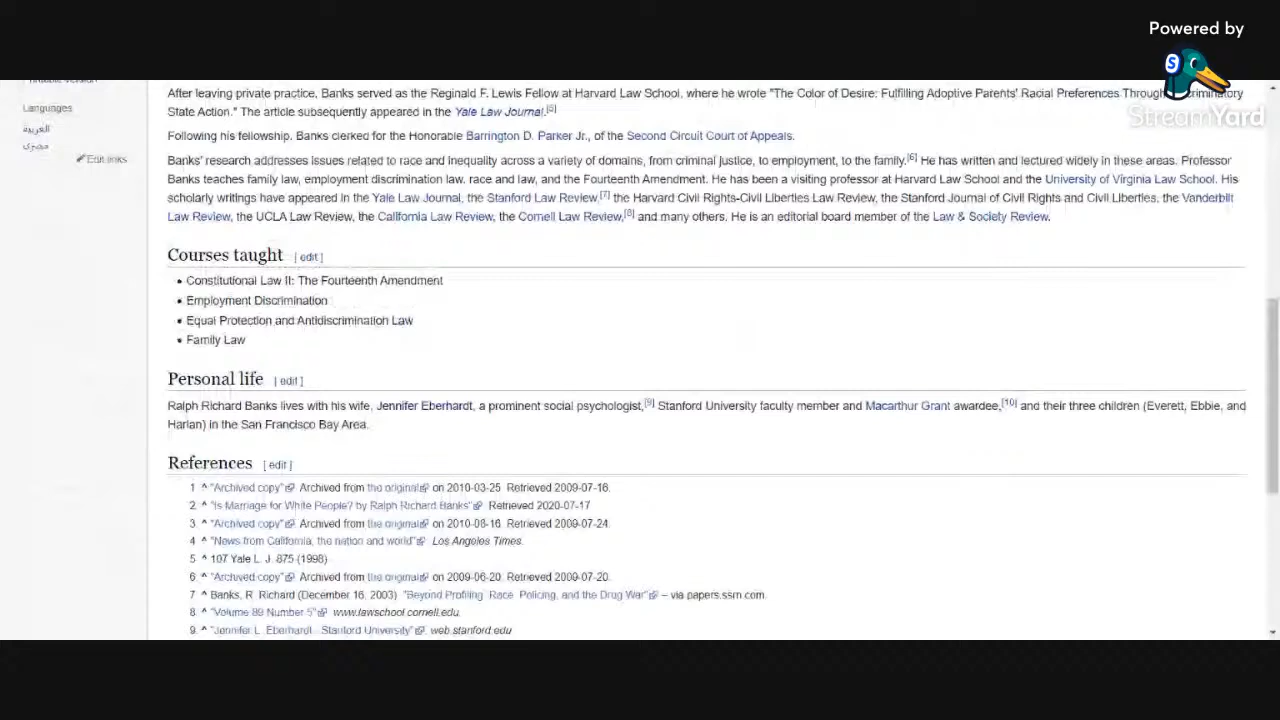 Powered by
StreamYard
Languages
العربية
مصرى
Edit links
After leaving private practice, Banks served as the Reginald F. Lewis Fellow at Harvard Law School, where he wrote "The Color of Desire: Fulfilling Adoptive Parents' Racial Preferences Through
State Action." The article subsequently appeared in the Yale Law Journal.[5]
Following his fellowship, Banks clerked for the Honorable Barrington D. Parker Jr., of the Second Circuit Court of Appeals.
Banks' research addresses issues related to race and inequality across a variety of domains, from criminal justice, to employment, to the family.[6] He has written and lectured widely in these areas. Professor
Banks teaches family law, employment discrimination law, race and law, and the Fourteenth Amendment. He has been a visiting professor at Harvard Law School and the University of Virginia Law School. His
scholarly writings have appeared in the Yale Law Journal, the Stanford Law Review,[7] the Harvard Civil Rights-Civil Liberties Law Review, the Stanford Journal of Civil Rights and Civil Liberties, the Vanderbilt
Law Review, the UCLA Law Review, the California Law Review, the Cornell Law Review,[8] and many others. He is an editorial board member of the Law & Society Review.
Courses taught [ edit ]
• Constitutional Law II: The Fourteenth Amendment
• Employment Discrimination
• Equal Protection and Antidiscrimination Law
• Family Law
Personal life [ edit ]
Ralph Richard Banks lives with his wife, Jennifer Eberhardt, a prominent social psychologist,[9] Stanford University faculty member and Macarthur Grant awardee,[10] and their three children (Everett, Ebbie, and
Harlan) in the San Francisco Bay Area.
References [ edit ]
1 ^ "Archived copy" Archived from the original on 2010-03-25 Retrieved 2009-07-16.
2. ^ "Is Marriage for White People? by Ralph Richard Banks" Retrieved 2020-07-17
3. ^ "Archived copy" Archived from the original on 2010-08-16 Retrieved 2009-07-24.
4 ^ "News from California, the nation and world" Los Angeles Times.
5 ^ 107 Yale L. J. 875 (1998)
6 ^ "Archived copy" Archived from the original on 2009-06-20. Retrieved 2009-07-20.
7 ^ Banks, R Richard (December 16, 2003) "Beyond Profiling Race Policing, and the Drug War" – via papers.ssrn.com
8 ^ "Volume 89 Number 5" www.lawschool.cornell.edu.
9. ^ "Jennifer L. Eberhardt - Stanford University" web.stanford.edu